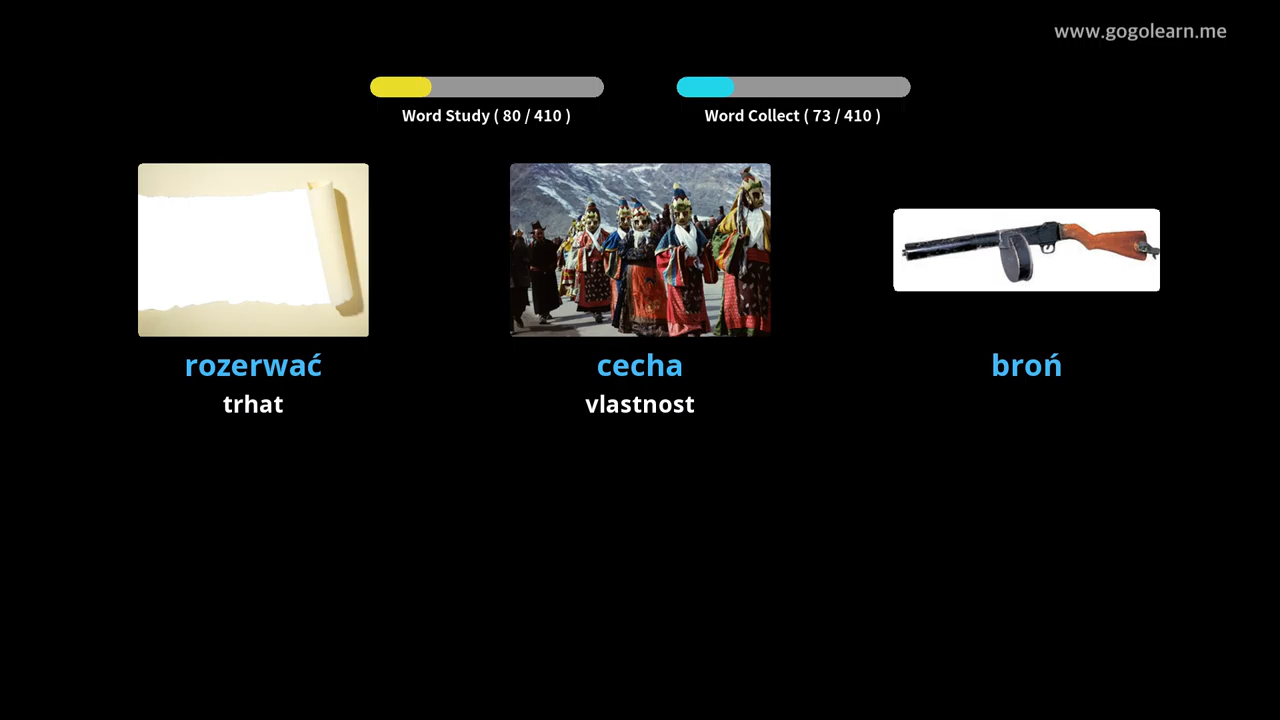 www.gogolearn.me
Word Study ( 80 / 410 )
Word Collect ( 73 / 410 )
rozerwać
trhat
cecha
vlastnost
broń